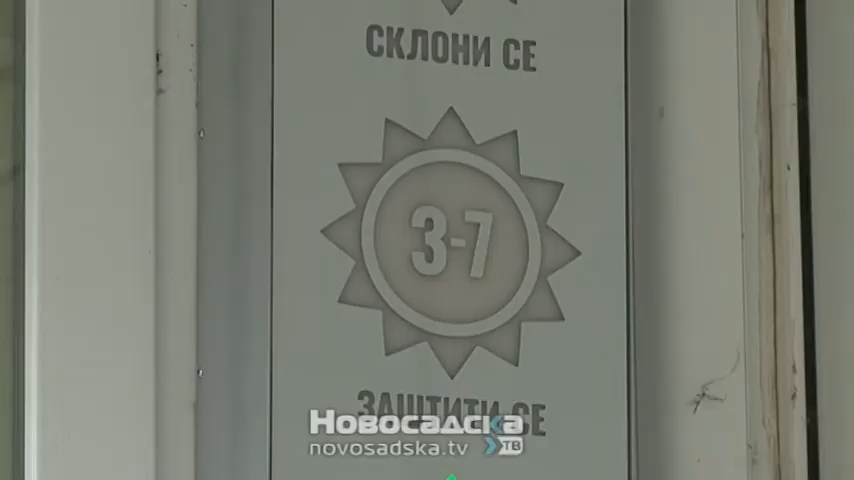 СКЛОНИ СЕ
3-7
ЗАШТИТИ СЕ
НОВОСАДСКА
novosadska.tv ТВ